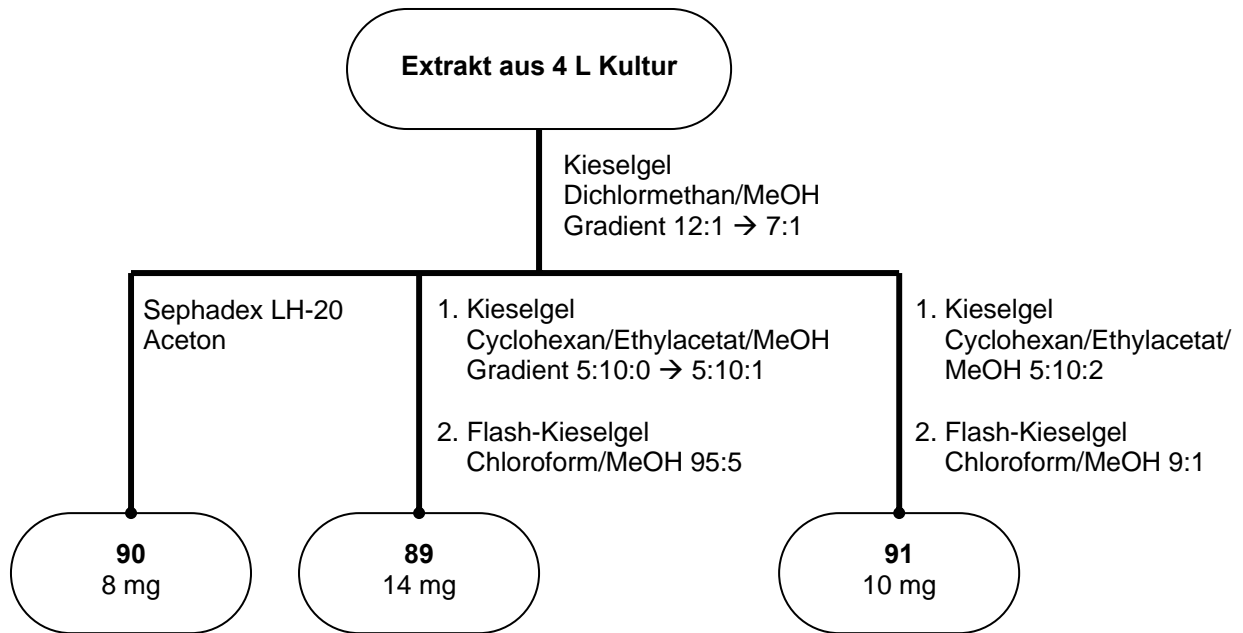 Extrakt aus 4 L Kultur
Kieselgel
Dichlormethan/MeOH
Gradient 12:1 → 7:1
Sephadex LH-20
Aceton
1. Kieselgel
Cyclohexan/Ethylacetat/MeOH
Gradient 5:10:0 → 5:10:1
2. Flash-Kieselgel
Chloroform/MeOH 95:5
1. Kieselgel
Cyclohexan/Ethylacetat/
MeOH 5:10:2
2. Flash-Kieselgel
Chloroform/MeOH 9:1
90
8 mg
89
14 mg
91
10 mg